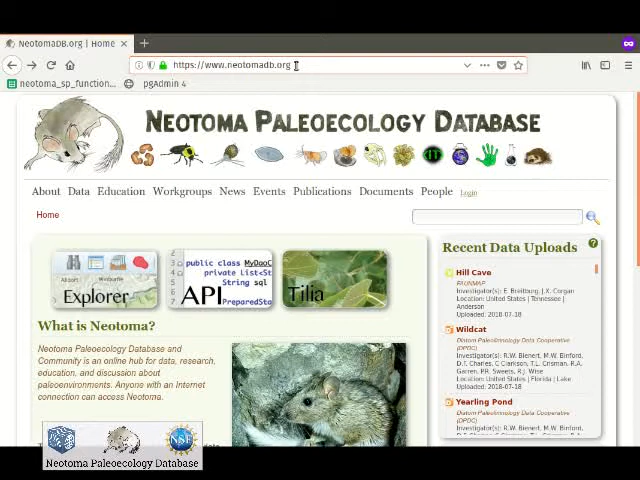 NeotomaDB.org | Home
https://www.neotomadb.org
neotoma_sp_function...
pgAdmin 4
NEOTOMA PALEOECOLOGY DATABASE
About Data Education Workgroups News Events Publications Documents People Login
Home
Explorer
public class MyDaoC
private List<St
String sql
PreparedSta
API
Tilia
What is Neotoma?
Neotoma Paleoecology Database and
Community is an online hub for data, research,
education, and discussion about
paleoenvironments. Anyone with an Internet
connection can access Neotoma.
Recent Data Uploads
Hill Cave
FAUNMAP
Investigator(s): E. Breitburg, J.X. Corgan
Location: United States | Tennessee |
Anderson
Uploaded: 2018-07-18
Wildcat
Diatom Paleolimnology Data Cooperative
(DPDC)
Investigator(s): R.W. Bienert, M.W. Binford,
D.F. Charles, C Clarkson, T.L. Crisman, R.A.
Garren, P.R. Sweets, R.J. Wise
Location: United States | Florida | Lake
Uploaded: 2018-07-18
Yearling Pond
Diatom Paleolimnology Data Cooperative
(DPDC)
Investigator(s): R.W. Bienert, M.W. Binford,
NSF
Neotoma Paleoecology Database